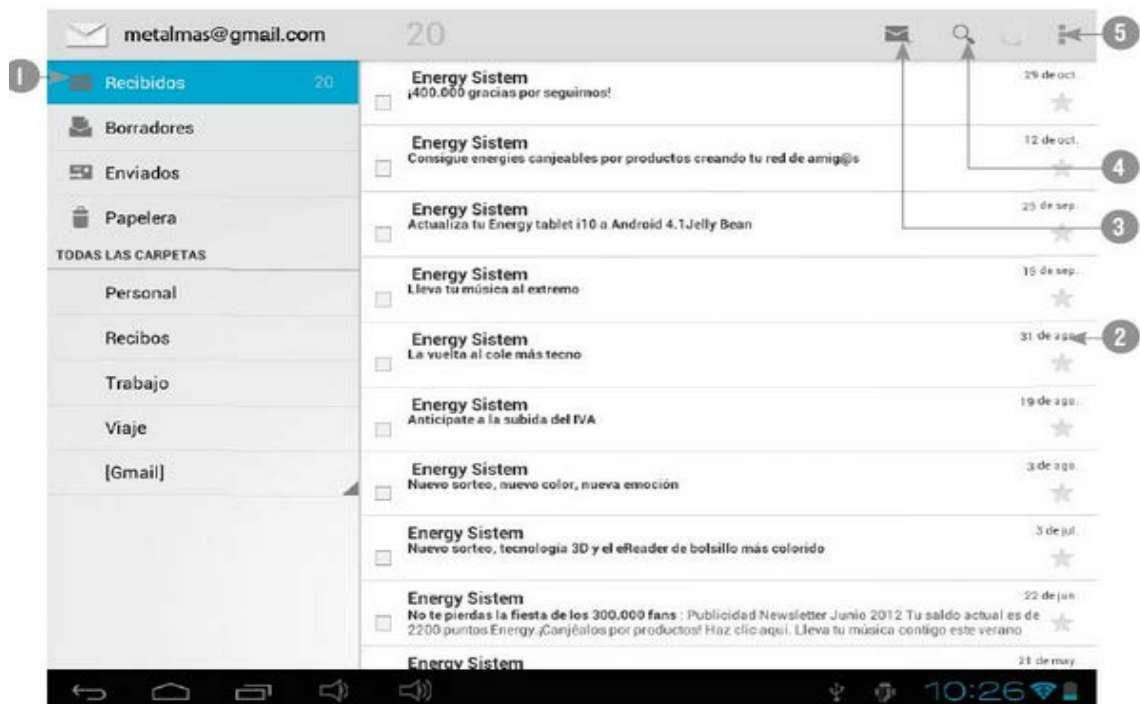 metalmas@gmail.com
20
5
1
Recibidos 20
Borradores
Enviados
Papelera
TODAS LAS CARPETAS
Personal
Recibos
Trabajo
Viaje
[Gmail]
Energy Sistem 29 de oct.
¡400.000 gracias por seguirnos!
Energy Sistem 12 de oct.
Consigue energies canjeables por productos creando tu red de amig@s
4
Energy Sistem 25 de sep.
Actualiza tu Energy tablet i10 a Android 4.1Jelly Bean
3
Energy Sistem 15 de sep.
Lleva tu música al extremo
Energy Sistem 31 de ago.
La vuelta al cole más tecno
2
Energy Sistem 19 de ago.
Anticípate a la subida del IVA
Energy Sistem 3 de ago.
Nuevo sorteo, nuevo color, nueva emoción
Energy Sistem 3 de jul.
Nuevo sorteo, tecnología 3D y el eReader de bolsillo más colorido
Energy Sistem 22 de jun.
No te pierdas la fiesta de los 300.000 fans : Publicidad Newsletter Junio 2012 Tu saldo actual es de
2200 puntos Energy.¡Canjéalos por productos! Haz clic aqui. Lleva tu música contigo este verano
Energy Sistem 21 de may.
10:26